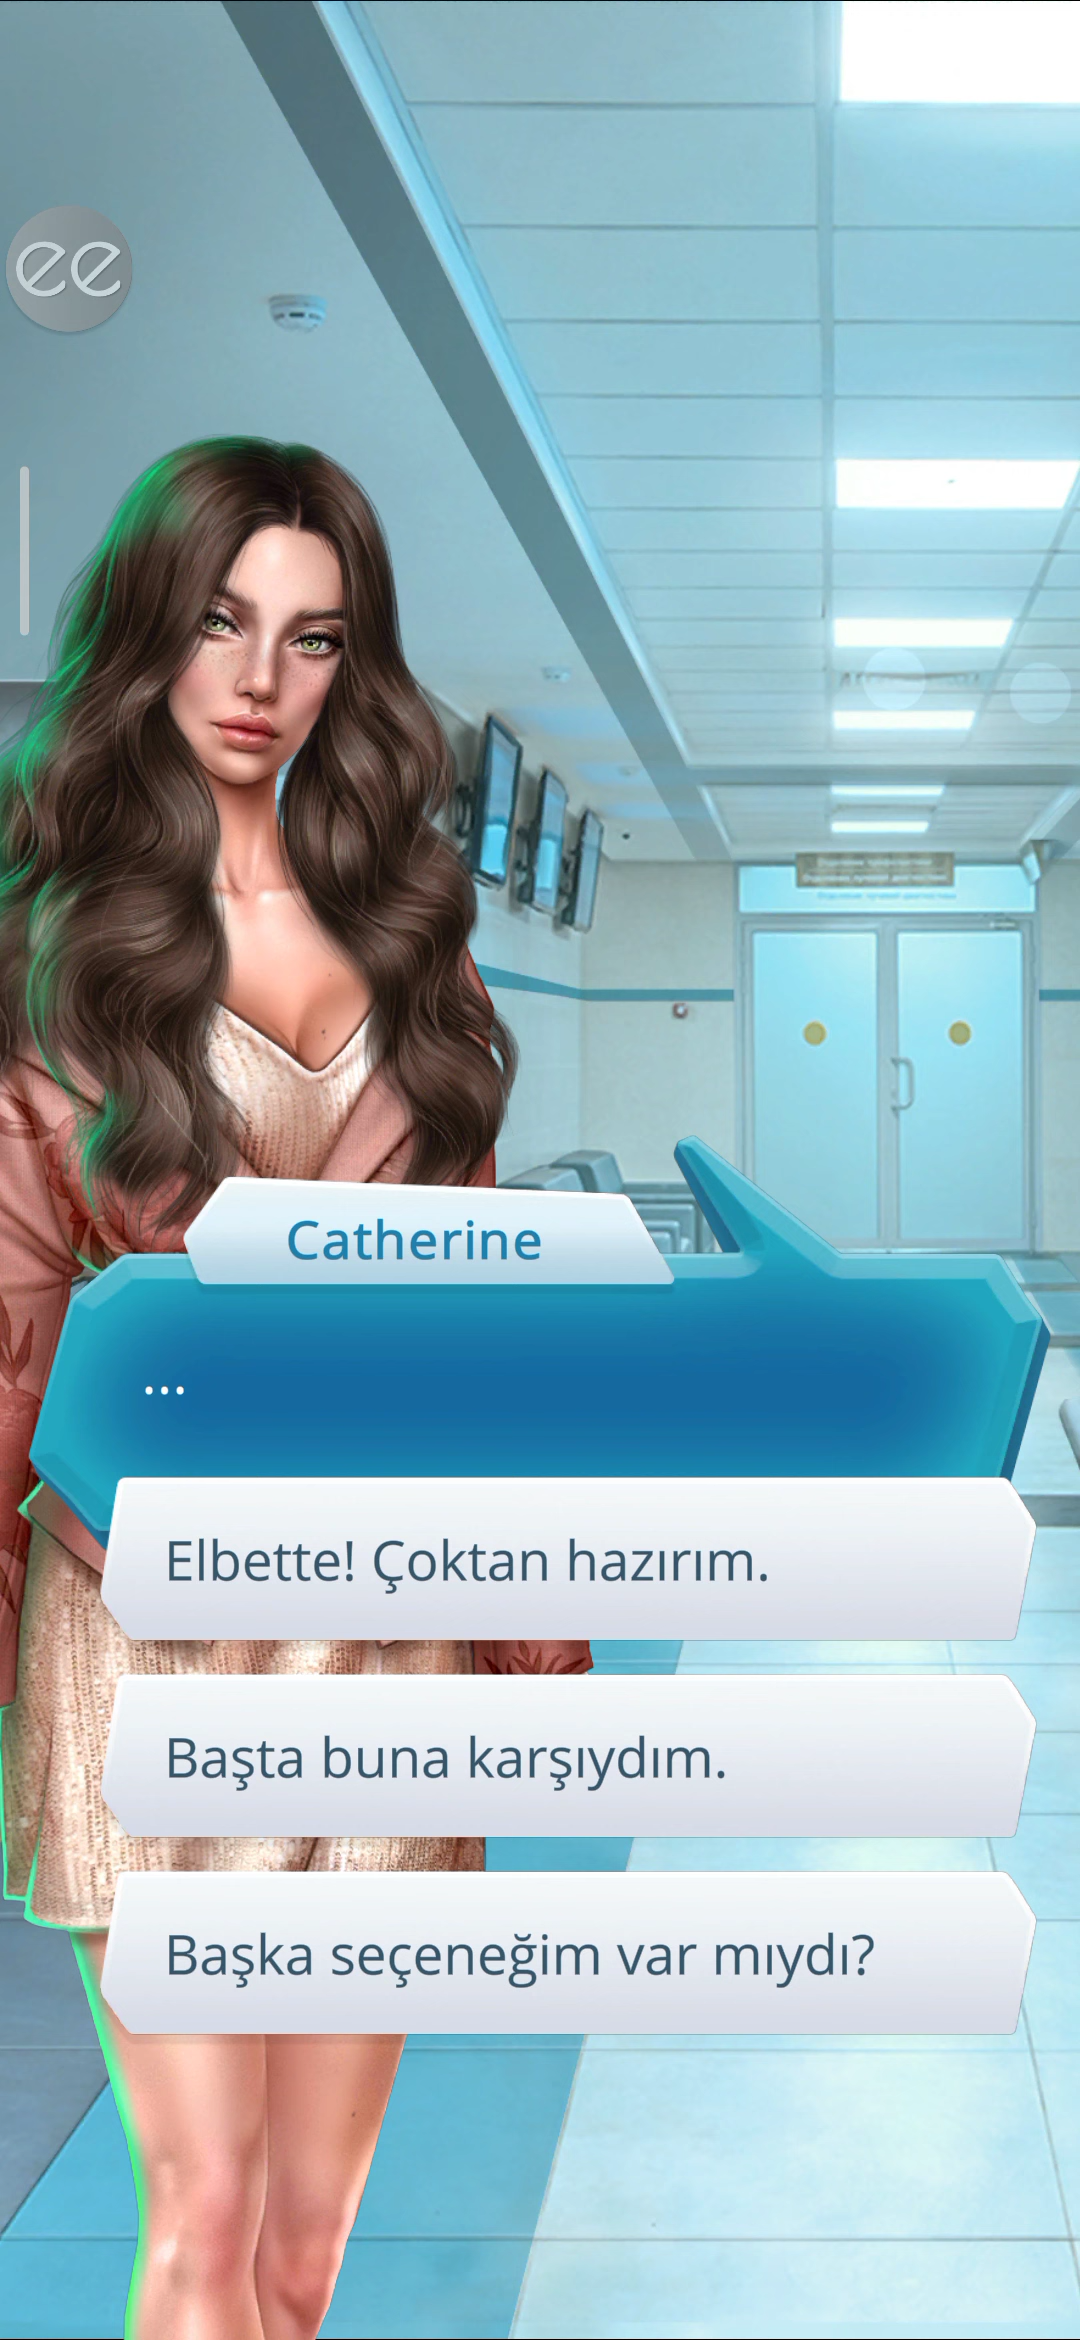 ee
Catherine
...
Elbette! Çoktan hazırım.
Başta buna karşıydım.
Başka seçeneğim var mıydı?